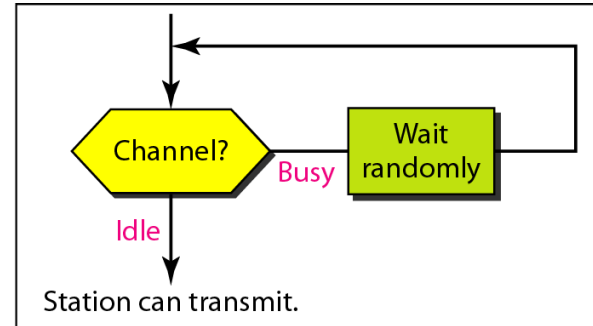 Channel?
Busy
Wait
randomly
Idle
Station can transmit.